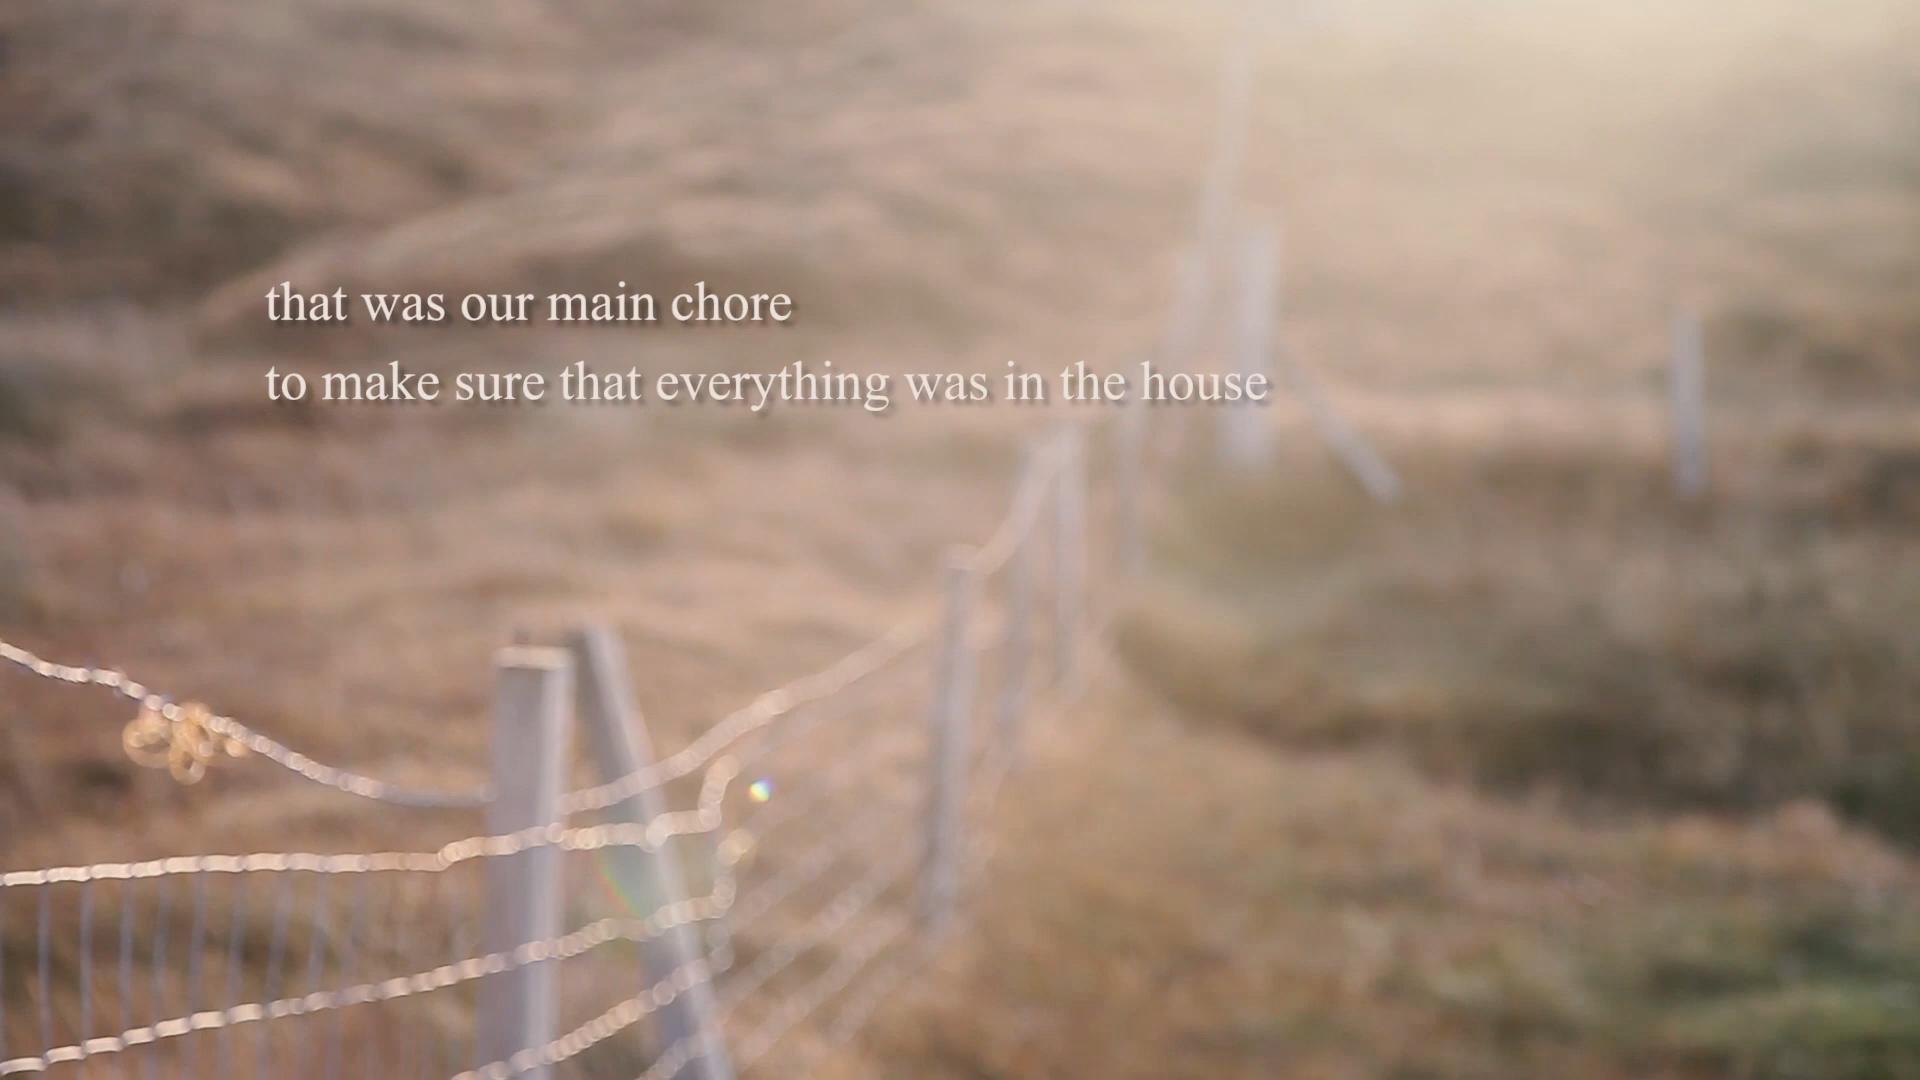 that was our main chore
to make sure that everything was in the house